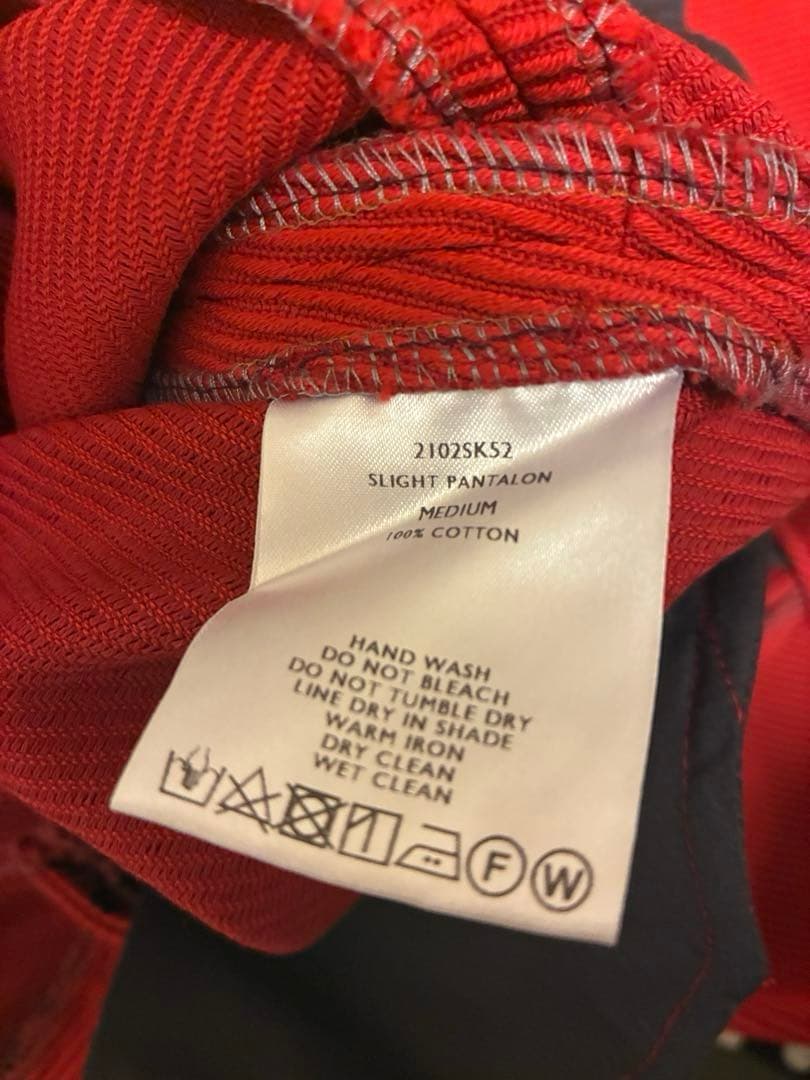 2102SK52
SLIGHT PANTALON
MEDIUM
100% COTTON
HAND WASH
DO NOT BLEACH
DO NOT TUMBLE DRY
LINE DRY IN SHADE
WARM IRON
DRY CLEAN
WET CLEAN
F W